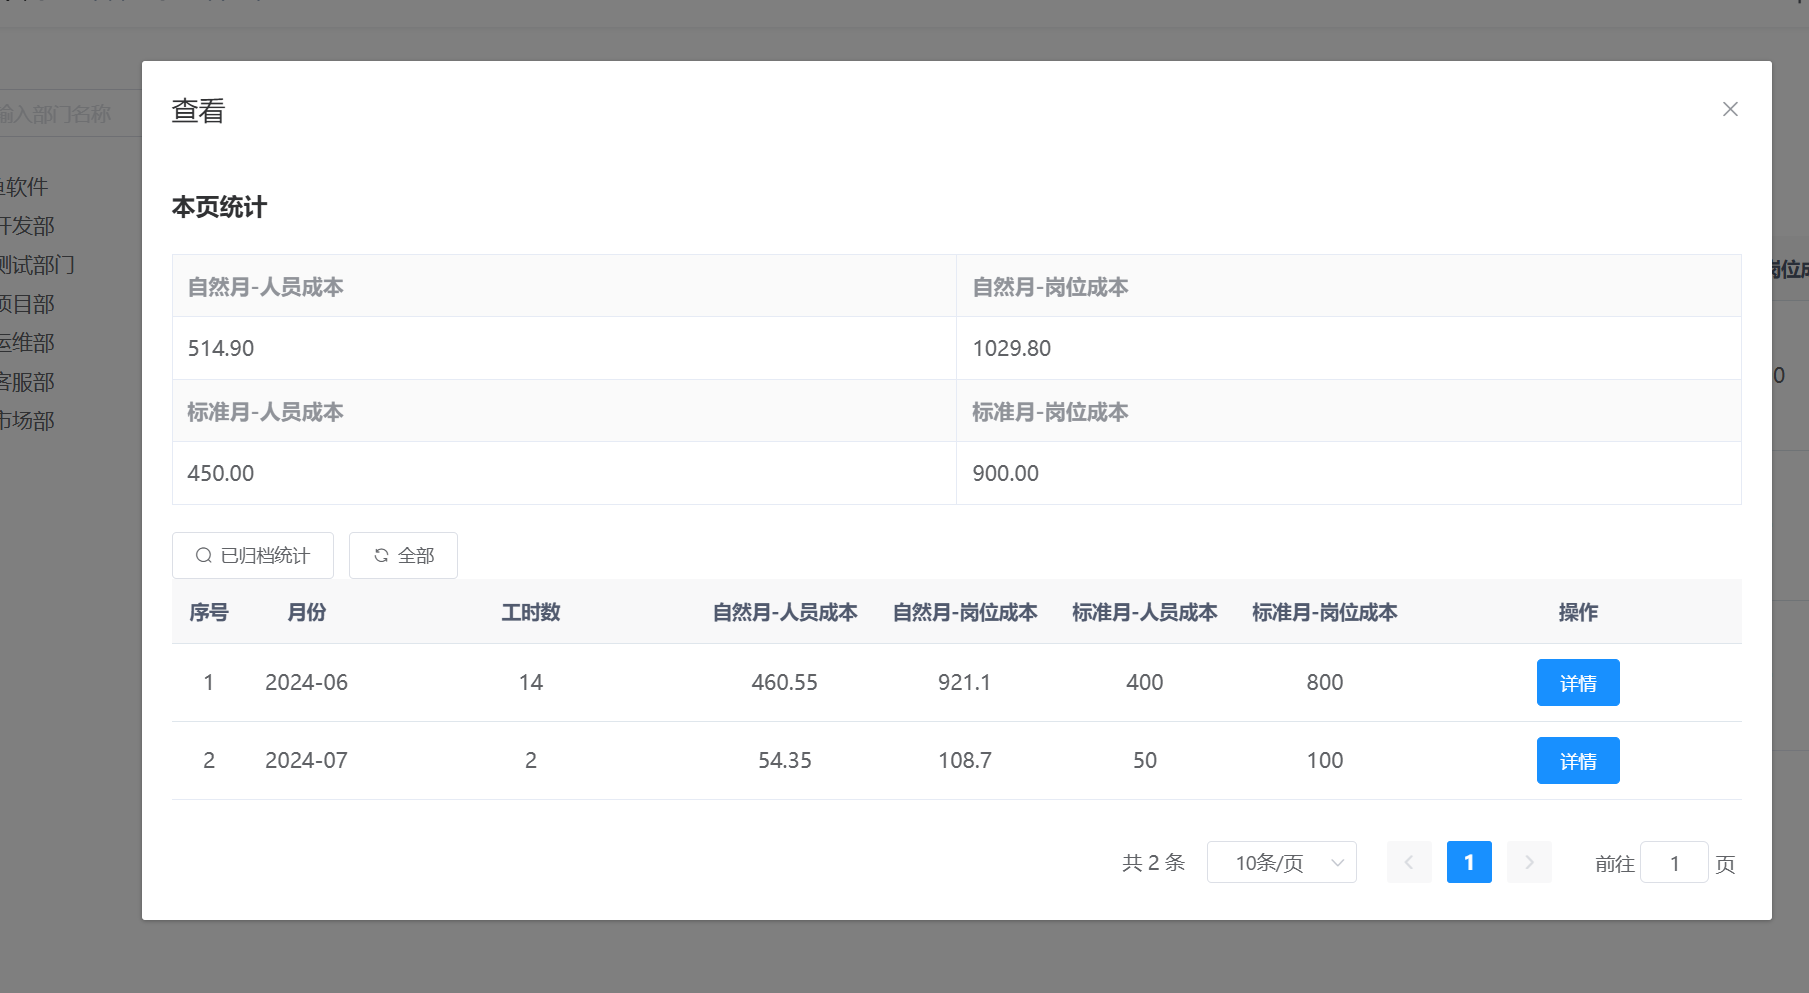 输入部门名称
软件
开发部
测试部门
项目部
运维部
客服部
市场部
岗位成
0
查看
本页统计
自然月-人员成本 自然月-岗位成本
514.90 1029.80
标准月-人员成本 标准月-岗位成本
450.00 900.00
已归档统计 全部
序号 月份 工时数 自然月-人员成本 自然月-岗位成本 标准月-人员成本 标准月-岗位成本 操作
1 2024-06 14 460.55 921.1 400 800 详情
2 2024-07 2 54.35 108.7 50 100 详情
共 2 条 10条/页 1 前往 1 页